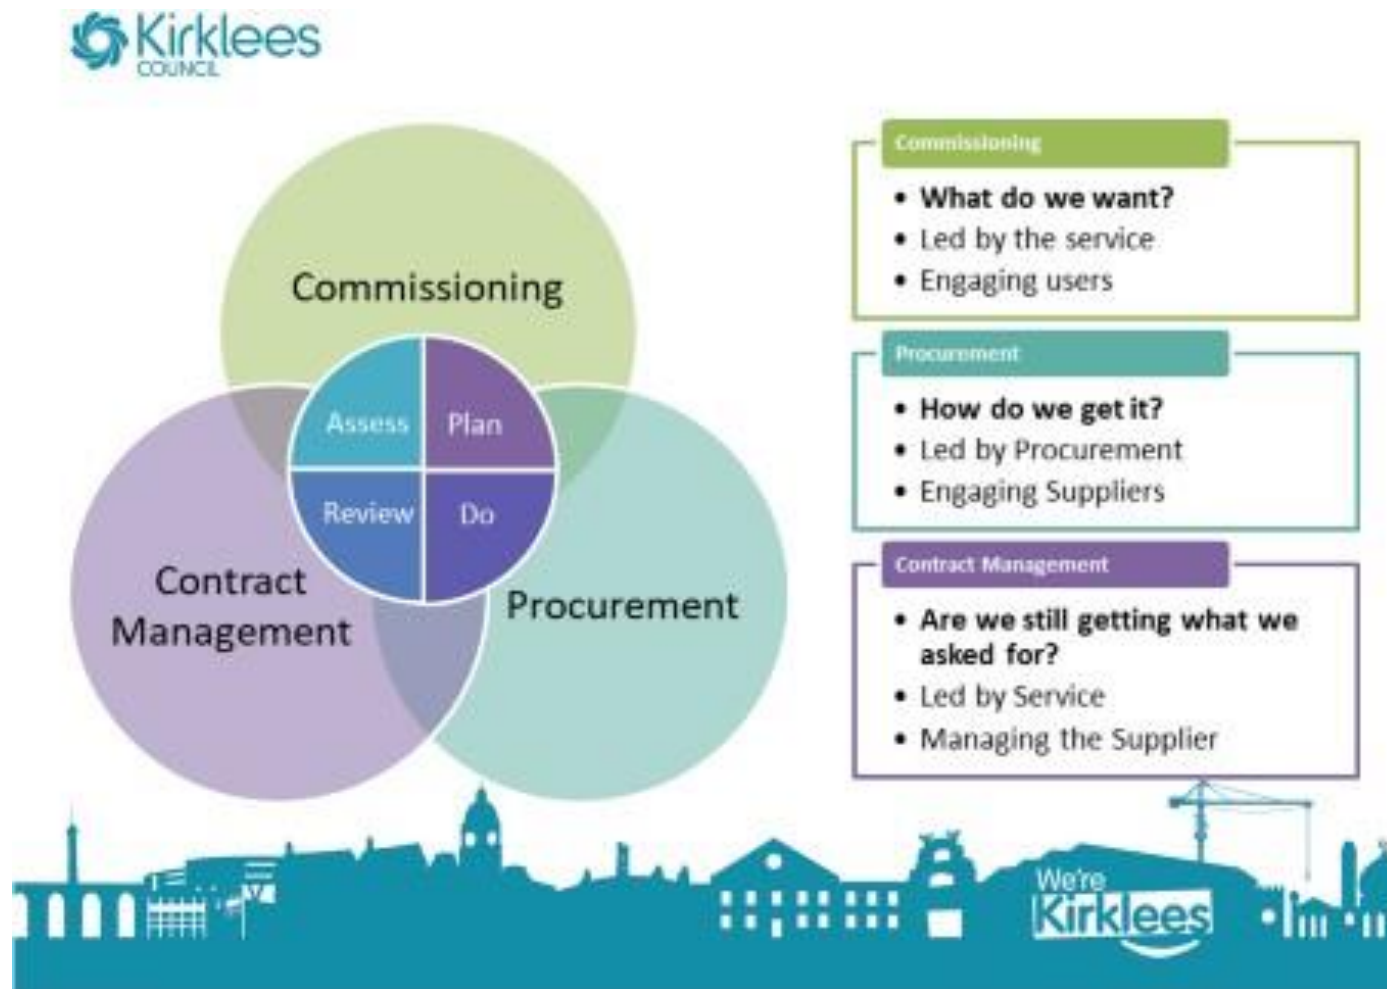 Kirklees
COUNCIL
Commissioning
Assess
Plan
Review
Do
Contract
Management
Procurement
Commissioning
• What do we want?
• Led by the service
• Engaging users
Procurement
• How do we get it?
• Led by Procurement
• Engaging Suppliers
Contract Management
• Are we still getting what we
asked for?
• Led by Service
• Managing the Supplier
We're
Kirklees